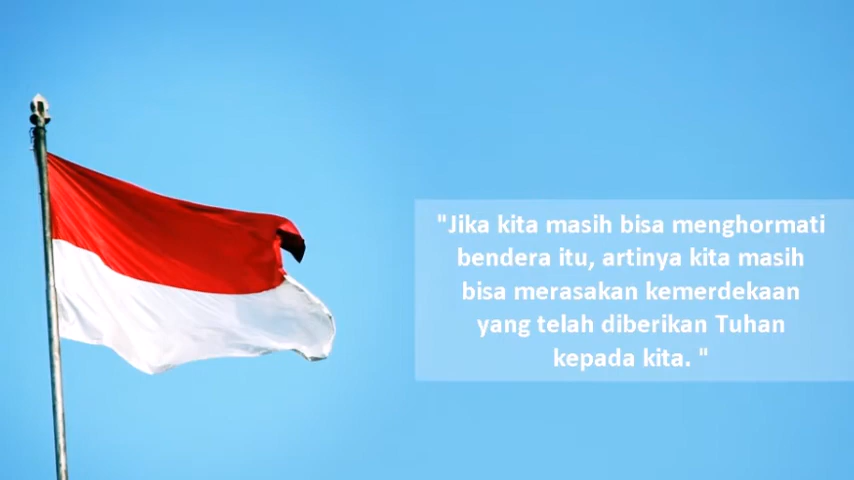 "Jika kita masih bisa menghormati
bendera itu, artinya kita masih
bisa merasakan kemerdekaan
yang telah diberikan Tuhan
kepada kita. "